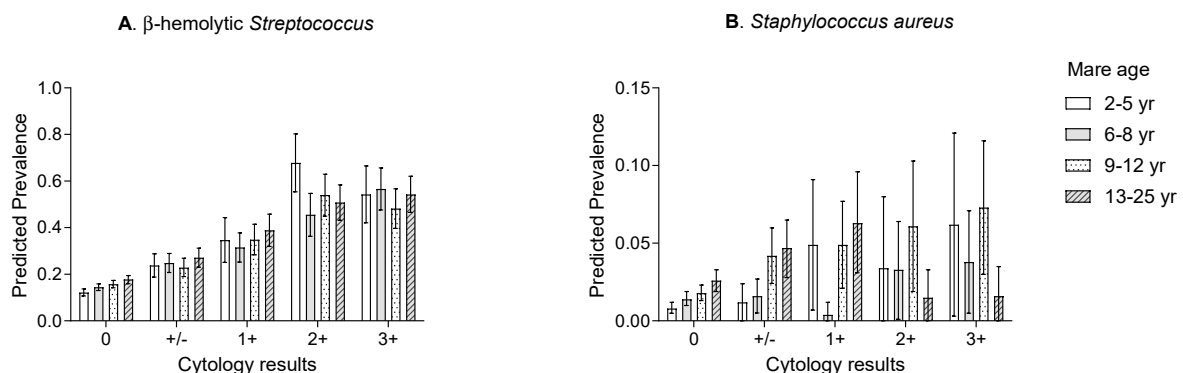 A. β-hemolytic Streptococcus
Predicted Prevalence
1.0
0.8
0.6
0.4
0.2
0.0
0 +/- 1+ 2+ 3+
Cytology results
B. Staphylococcus aureus
Predicted Prevalence
0.15
0.10
0.05
0.00
0 +/- 1+ 2+ 3+
Cytology results
Mare age
2-5 yr
6-8 yr
9-12 yr
13-25 yr